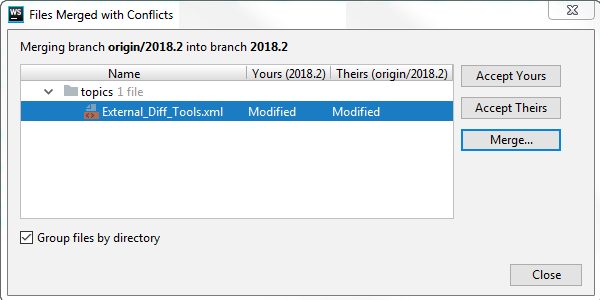 WS Files Merged with Conflicts
Merging branch origin/2018.2 into branch 2018.2
Name Yours (2018.2) Theirs (origin/2018.2)
Accept Yours
topics 1 file
External_Diff_Tools.xml Modified Modified
Accept Theirs
Merge...
Group files by directory
Close